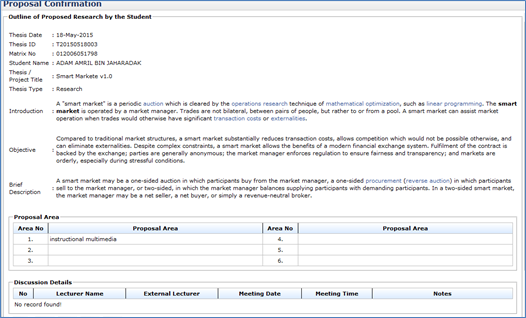 Proposal Confirmation
Outline of Proposed Research by the Student
Thesis Date : 18-May-2015
Thesis ID : T20150518003
Matrix No : 012006051798
Student Name : ADAM AMRIL BIN JAHARADAK
Thesis /
Project Title : Smart Markete v1.0
Thesis Type : Research
A "smart market" is a periodic auction which is cleared by the operations research technique of mathematical optimization, such as linear programming. The smart
Introduction : market is operated by a market manager. Trades are not bilateral, between pairs of people, but rather to or from a pool. A smart market can assist market
operation when trades would otherwise have significant transaction costs or externalities.
Compared to traditional market structures, a smart market substantially reduces transaction costs, allows competition which would not be possible otherwise, and
Objective : can eliminate externalities. Despite complex constraints, a smart market allows the benefits of a modern financial exchange system. Fulfilment of the contract is
backed by the exchange; parties are generally anonymous; the market manager enforces regulation to ensure fairness and transparency; and markets are
orderly, especially during stressful conditions.
A smart market may be a one-sided auction in which participants buy from the market manager, a one-sided procurement (reverse auction) in which participants
Brief
Description : sell to the market manager, or two-sided, in which the market manager balances supplying participants with demanding participants. In a two-sided smart market,
the market manager may be a net seller, a net buyer, or simply a revenue-neutral broker.
Proposal Area
Area No Proposal Area Area No Proposal Area
1. instructional multimedia 4.
2. 5.
3. 6.
Discussion Details
No Lecturer Name External Lecturer Meeting Date Meeting Time Notes
No record found!